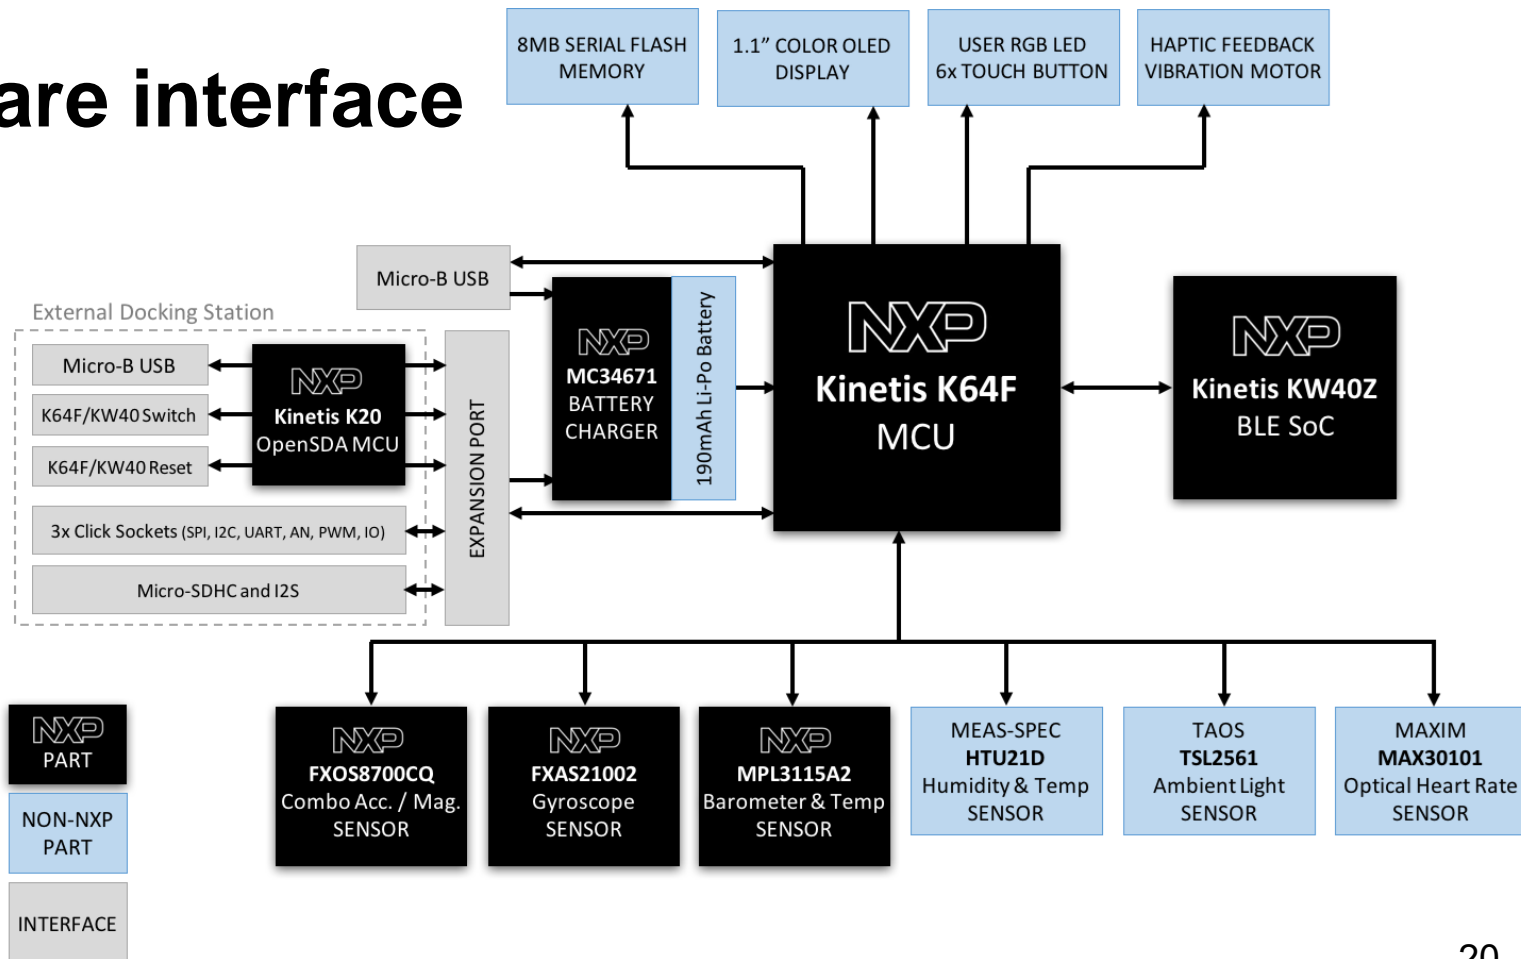 8MB SERIAL FLASH
MEMORY
1.1” COLOR OLED
DISPLAY
USER RGB LED
6x TOUCH BUTTON
HAPTIC FEEDBACK
VIBRATION MOTOR
are interface
Micro-B USB
External Docking Station
Micro-B USB
K64F/KW40 Switch
K64F/KW40 Reset
NXP
Kinetis K20
OpenSDA MCU
3x Click Sockets (SPI, I2C, UART, AN, PWM, IO)
Micro-SDHC and I2S
EXPANSION PORT
NXP
MC34671
BATTERY
CHARGER
190mAh Li-Po Battery
NXP
Kinetis K64F
MCU
NXP
Kinetis KW40Z
BLE SoC
NXP
FXOS8700CQ
Combo Acc. / Mag.
SENSOR
NXP
FXAS21002
Gyroscope
SENSOR
NXP
MPL3115A2
Barometer & Temp
SENSOR
MEAS-SPEC
HTU21D
Humidity & Temp
SENSOR
TAOS
TSL2561
Ambient Light
SENSOR
MAXIM
MAX30101
Optical Heart Rate
SENSOR
NXP
PART
NON-NXP
PART
INTERFACE
20